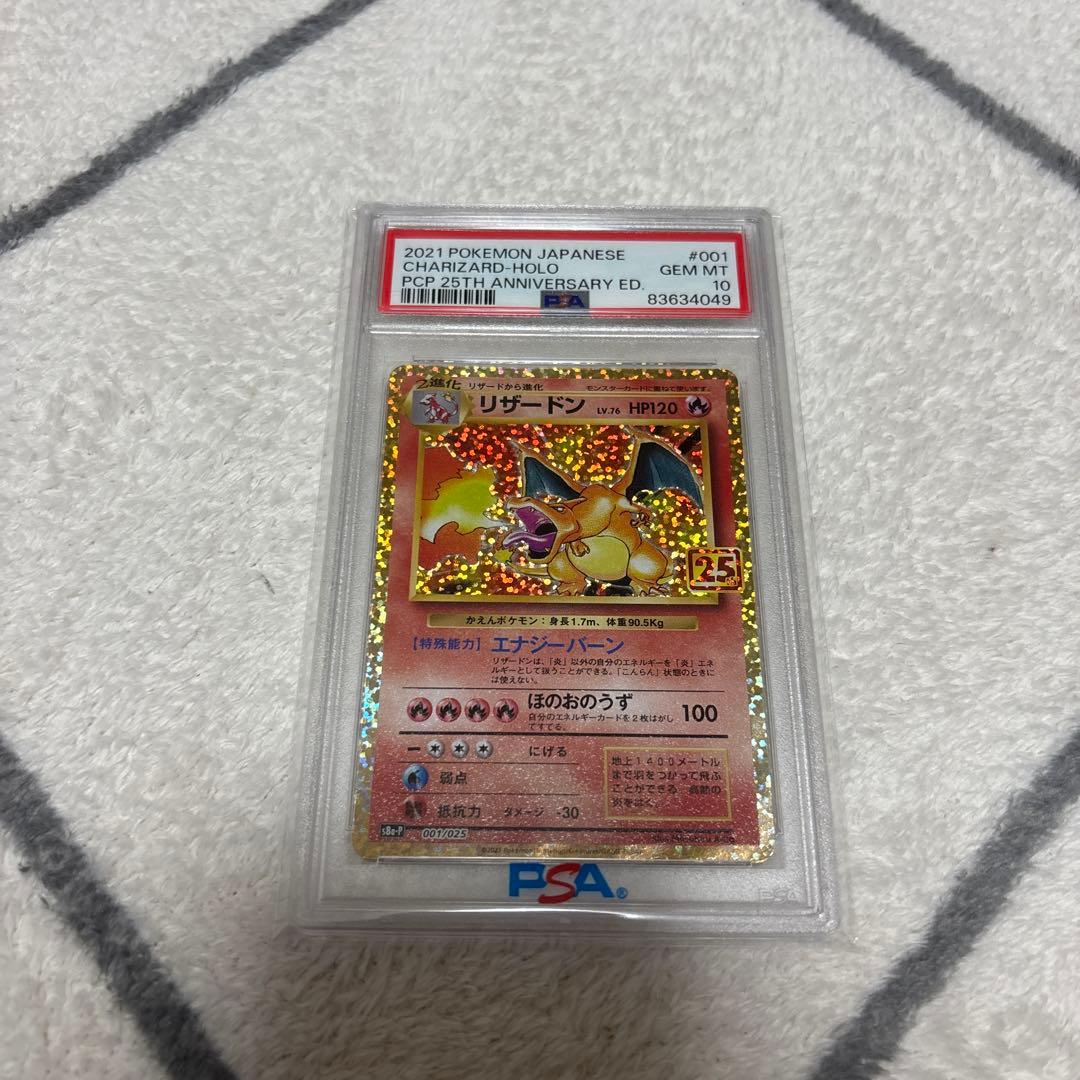 2021 POKEMON JAPANESE #001
CHARIZARD-HOLO GEM MT
PCP 25TH ANNIVERSARY ED. 10
PSA 83634049
2進化 リザードから進化 モンスターカードに重ねて使います。
リザードン LV.76 HP120
25
かえんポケモン：身長1.7m、体重90.5Kg
【特殊能力】エナジーバーン
リザードンは、「炎」以外の自分のエネルギーを「炎」エネ
ルギーとして扱うことができる。「こんらん」状態のときに
は使えない。
ほのおのうず 100
自分のエネルギーカードを2枚はがし
てすてる。
にげる
弱点
抵抗力 ダメージ -30
地上1400メートル
まで羽をつかって飛ぶ
ことができる 高熱の
炎をはく。
s8a-P 001/025
PSA®
PSA